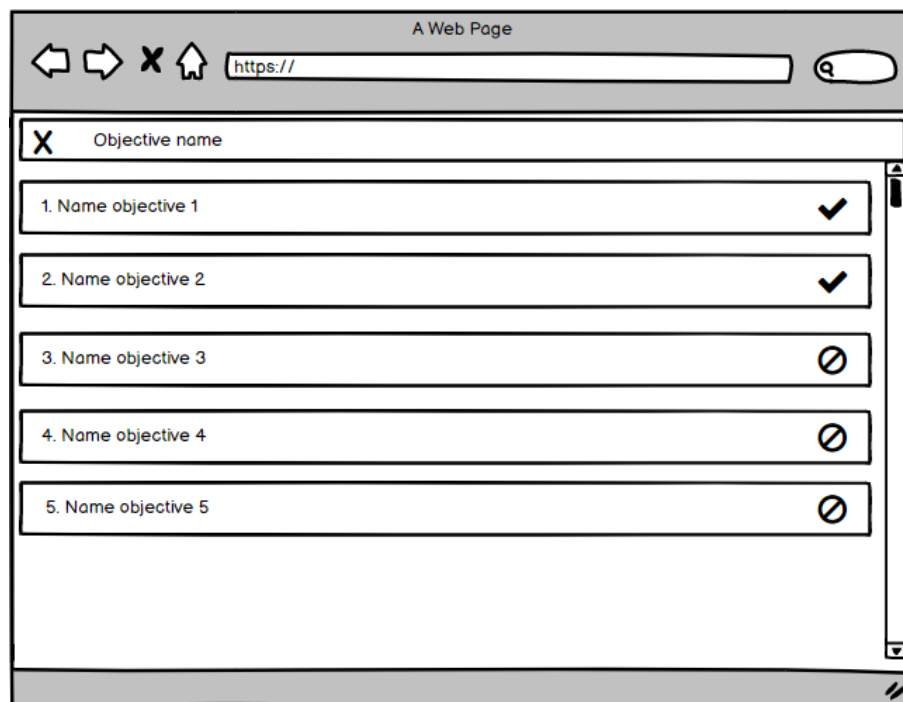 A Web Page
https://
Objective name
1. Name objective 1
2. Name objective 2
3. Name objective 3
4. Name objective 4
5. Name objective 5